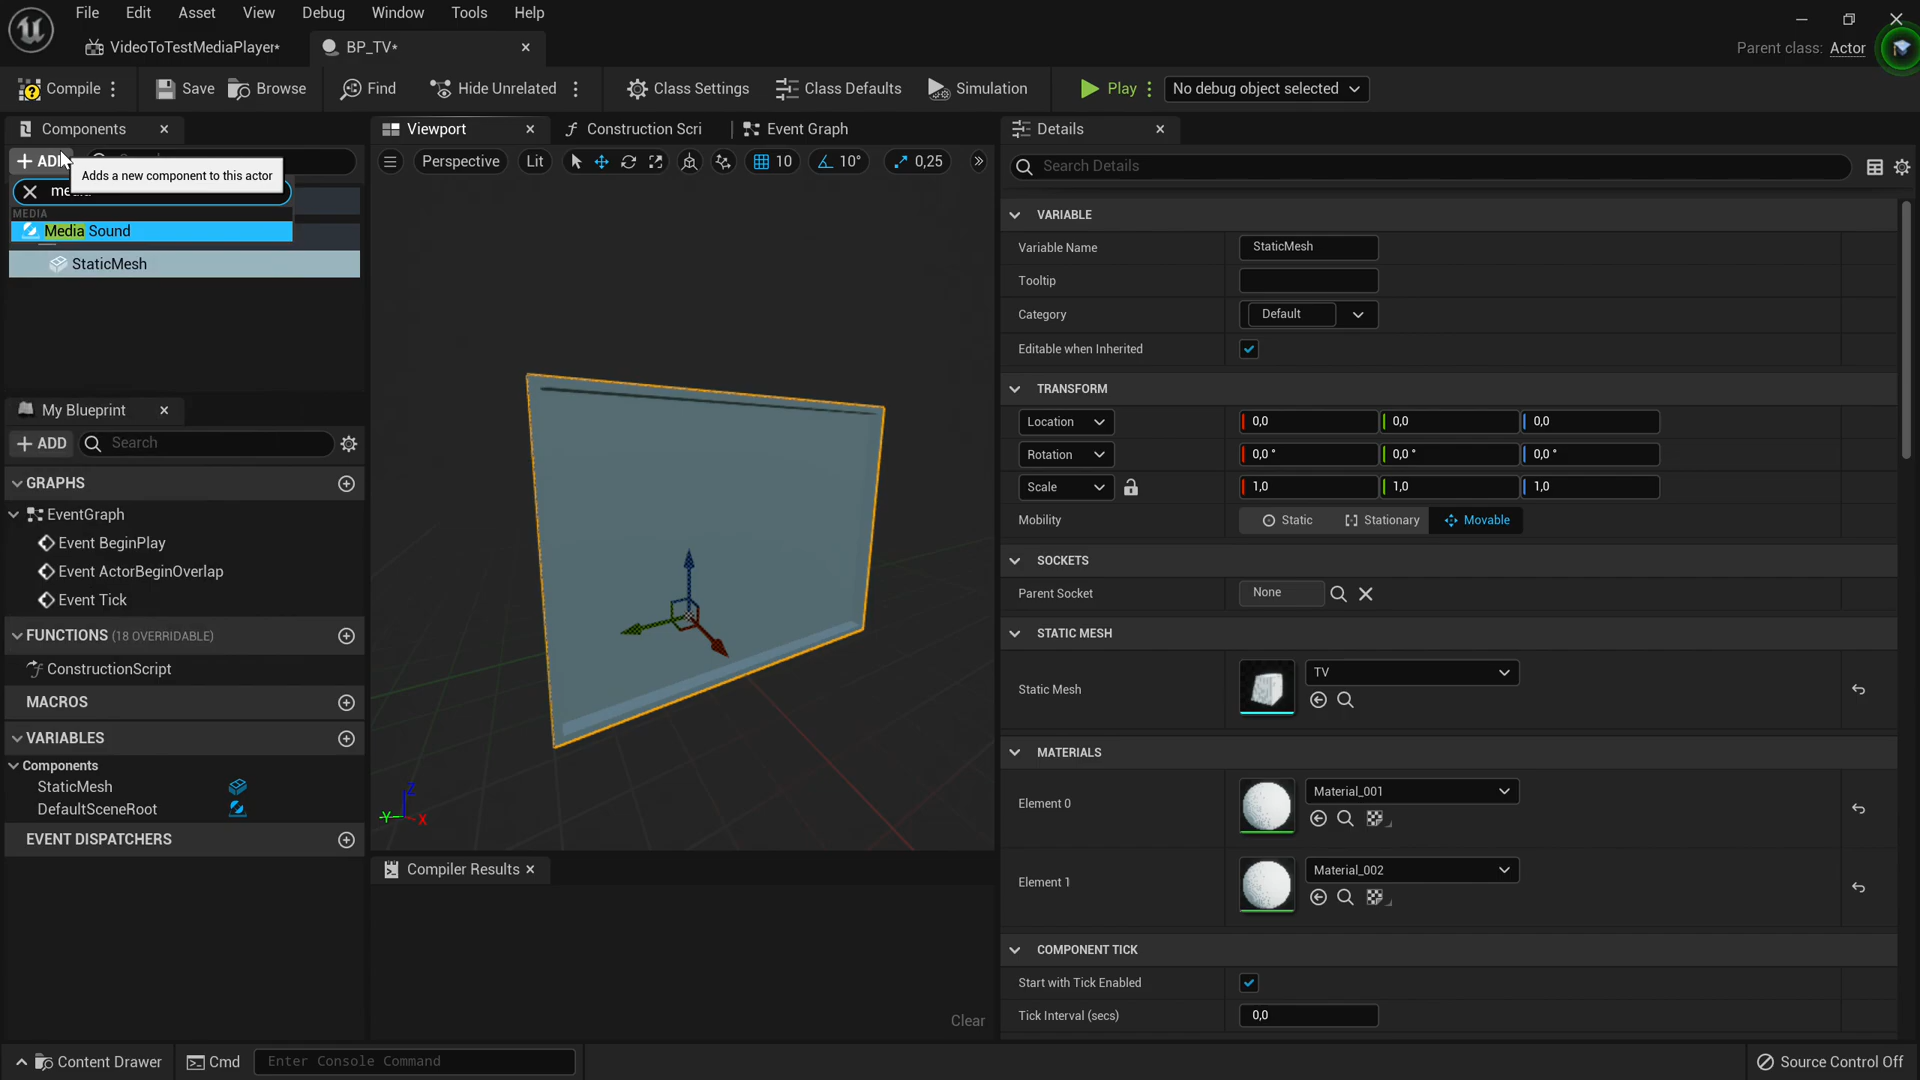 File Edit Asset View Debug Window Tools Help
VideoToTestMediaPlayer* BP_TV* Parent class: Actor
Compile Save Browse Find Hide Unrelated Class Settings Class Defaults Simulation Play No debug object selected
Components Viewport Construction Scri Event Graph Details
ADD Perspective Lit 10 10° 0,25 Search Details
Adds a new component to this actor
MEDIA
Media Sound
StaticMesh
VARIABLE
Variable Name StaticMesh
Tooltip
Category Default
Editable when Inherited
TRANSFORM
Location 0,0 0,0 0,0
Rotation 0,0 ° 0,0 ° 0,0 °
Scale 1,0 1,0 1,0
Mobility Static Stationary Movable
SOCKETS
Parent Socket None
STATIC MESH
Static Mesh TV
MATERIALS
Element 0 Material_001
Element 1 Material_002
COMPONENT TICK
Start with Tick Enabled
Tick Interval (secs) 0,0
My Blueprint
ADD Search
GRAPHS
EventGraph
Event BeginPlay
Event ActorBeginOverlap
Event Tick
FUNCTIONS (18 OVERRIDABLE)
ConstructionScript
MACROS
VARIABLES
Components
StaticMesh
DefaultSceneRoot
EVENT DISPATCHERS
Z
Y X
Compiler Results
Clear
Content Drawer Cmd Enter Console Command Source Control Off